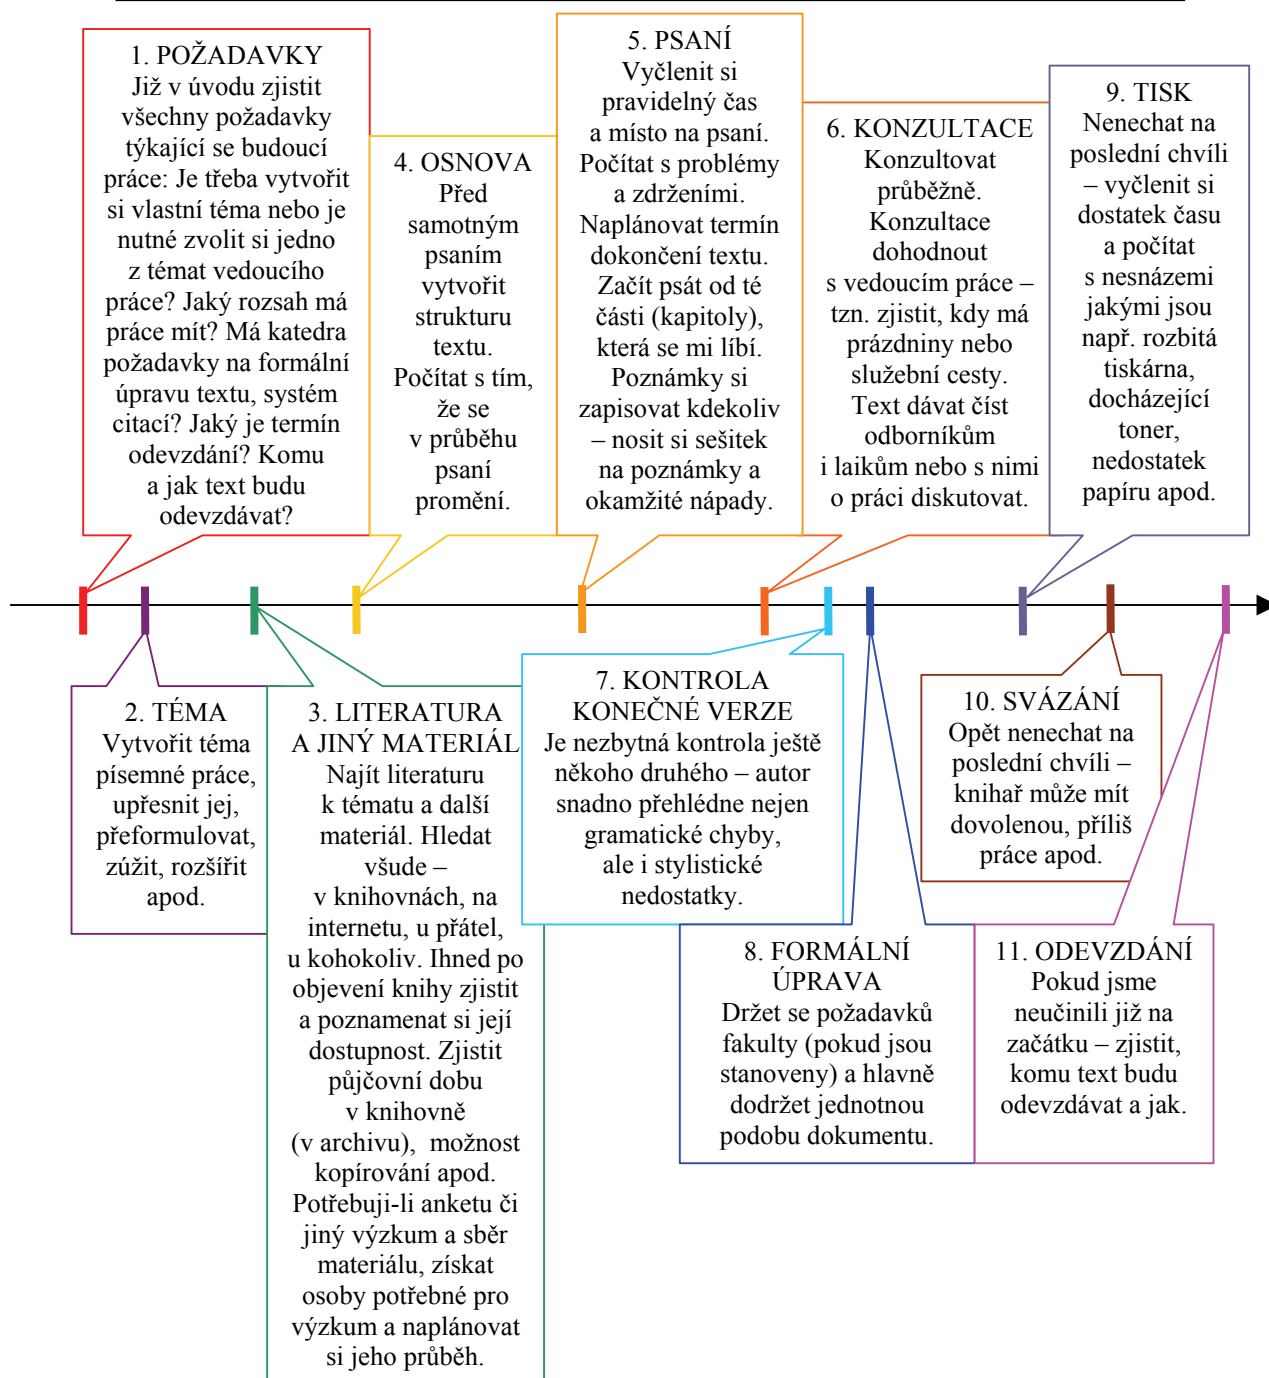 1. POŽADAVKY
Již v úvodu zjistit
všechny požadavky
týkající se budoucí
práce: Je třeba vytvořit
si vlastní téma nebo je
nutné zvolit si jedno
z témat vedoucího
práce? Jaký rozsah má
práce mít? Má katedra
požadavky na formální
úpravu textu, systém
citací? Jaký je termín
odevzdání? Komu
a jak text budu
odevzdávat?
2. TÉMA
Vytvořit téma
písemné práce,
upřesnit jej,
přeformulovat,
zúžit, rozšířit
apod.
3. LITERATURA
A JINÝ MATERIÁL
Najít literaturu
k tématu a další
materiál. Hledat
všude –
v knihovnách, na
internetu, u přátel,
u kohokoliv. Ihned po
objevení knihy zjistit
a poznamenat si její
dostupnost. Zjistit
půjčovní dobu
v knihovně
(v archivu), možnost
kopírování apod.
Potřebuji-li anketu či
jiný výzkum a sběr
materiálu, získat
osoby potřebné pro
výzkum a naplánovat
si jeho průběh.
4. OSNOVA
Před
samotným
psaním
vytvořit
strukturu
textu.
Počítat s tím,
že se
v průběhu
psaní
promění.
5. PSANÍ
Vyčlenit si
pravidelný čas
a místo na psaní.
Počítat s problémy
a zdrženími.
Naplánovat termín
dokončení textu.
Začít psát od té
části (kapitoly),
která se mi líbí.
Poznámky si
zapisovat kdekoliv
– nosit si sešitek
na poznámky a
okamžité nápady.
6. KONZULTACE
Konzultovat
průběžně.
Konzultace
dohodnout
s vedoucím práce –
tzn. zjistit, kdy má
prázdniny nebo
služební cesty.
Text dávat číst
odborníkům
i laikům nebo s nimi
o práci diskutovat.
7. KONTROLA
KONEČNÉ VERZE
Je nezbytná kontrola ještě
někoho druhého – autor
snadno přehlédne nejen
gramatické chyby,
ale i stylistické
nedostatky.
8. FORMÁLNÍ
ÚPRAVA
Držet se požadavků
fakulty (pokud jsou
stanoveny) a hlavně
dodržet jednotnou
podobu dokumentu.
9. TISK
Nenechat na
poslední chvíli
– vyčlenit si
dostatek času
a počítat
s nesnázemi
jakými jsou
např. rozbitá
tiskárna,
docházející
toner,
nedostatek
papíru apod.
10. SVÁZÁNÍ
Opět nenechat na
poslední chvíli –
knihař může mít
dovolenou, příliš
práce apod.
11. ODEVZDÁNÍ
Pokud jsme
neučinili již na
začátku – zjistit,
komu text budu
odevzdávat a jak.